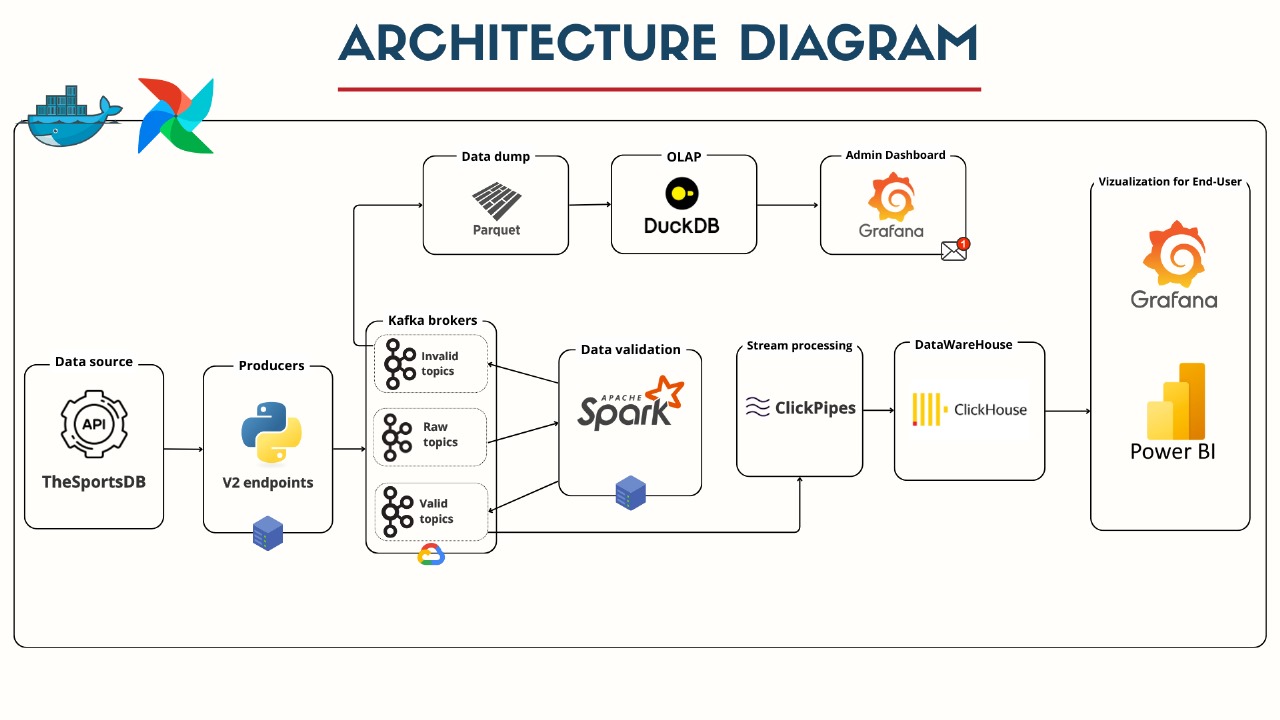 ARCHITECTURE DIAGRAM
Data dump
Parquet
OLAP
DuckDB
Admin Dashboard
Grafana
1
Vizualization for End-User
Grafana
Power BI
Data source
API
TheSportsDB
Producers
V2 endpoints
Kafka brokers
Invalid
topics
Raw
topics
Valid
topics
Data validation
APACHE
Spark
Stream processing
ClickPipes
DataWareHouse
ClickHouse